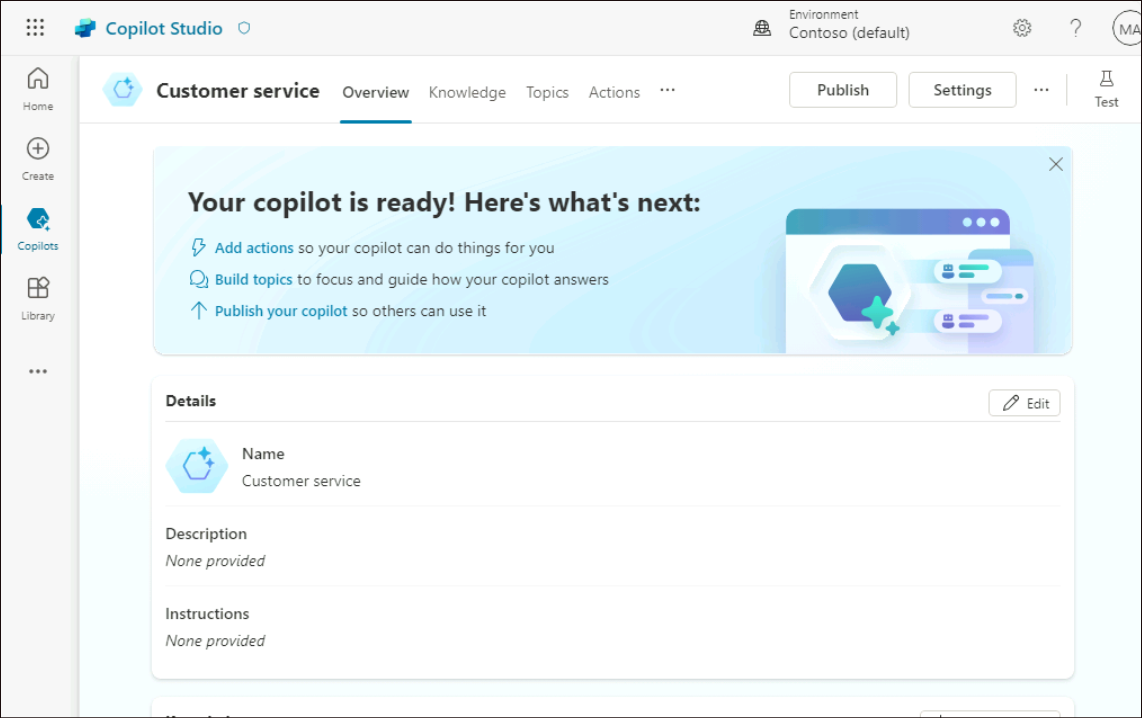 Copilot Studio
Environment
Contoso (default)
MA
Home
Create
Copilots
Library
Customer service
Overview
Knowledge
Topics
Actions
Publish
Settings
Test
Your copilot is ready! Here's what's next:
Add actions so your copilot can do things for you
Build topics to focus and guide how your copilot answers
Publish your copilot so others can use it
Details
Edit
Name
Customer service
Description
None provided
Instructions
None provided